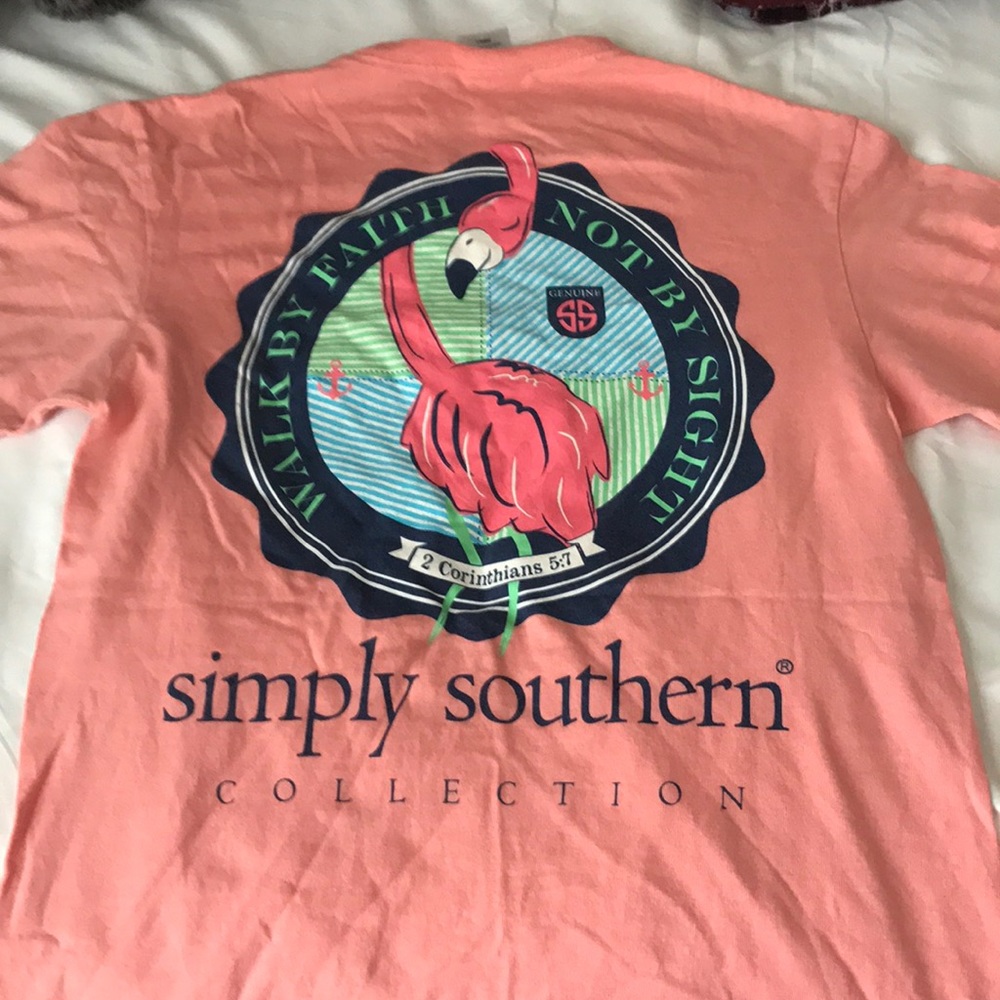 WALK BY FAITH NOT BY SIGHT
GENUINE
SS
2 Corinthians 5:7
simply southern®
COLLECTION